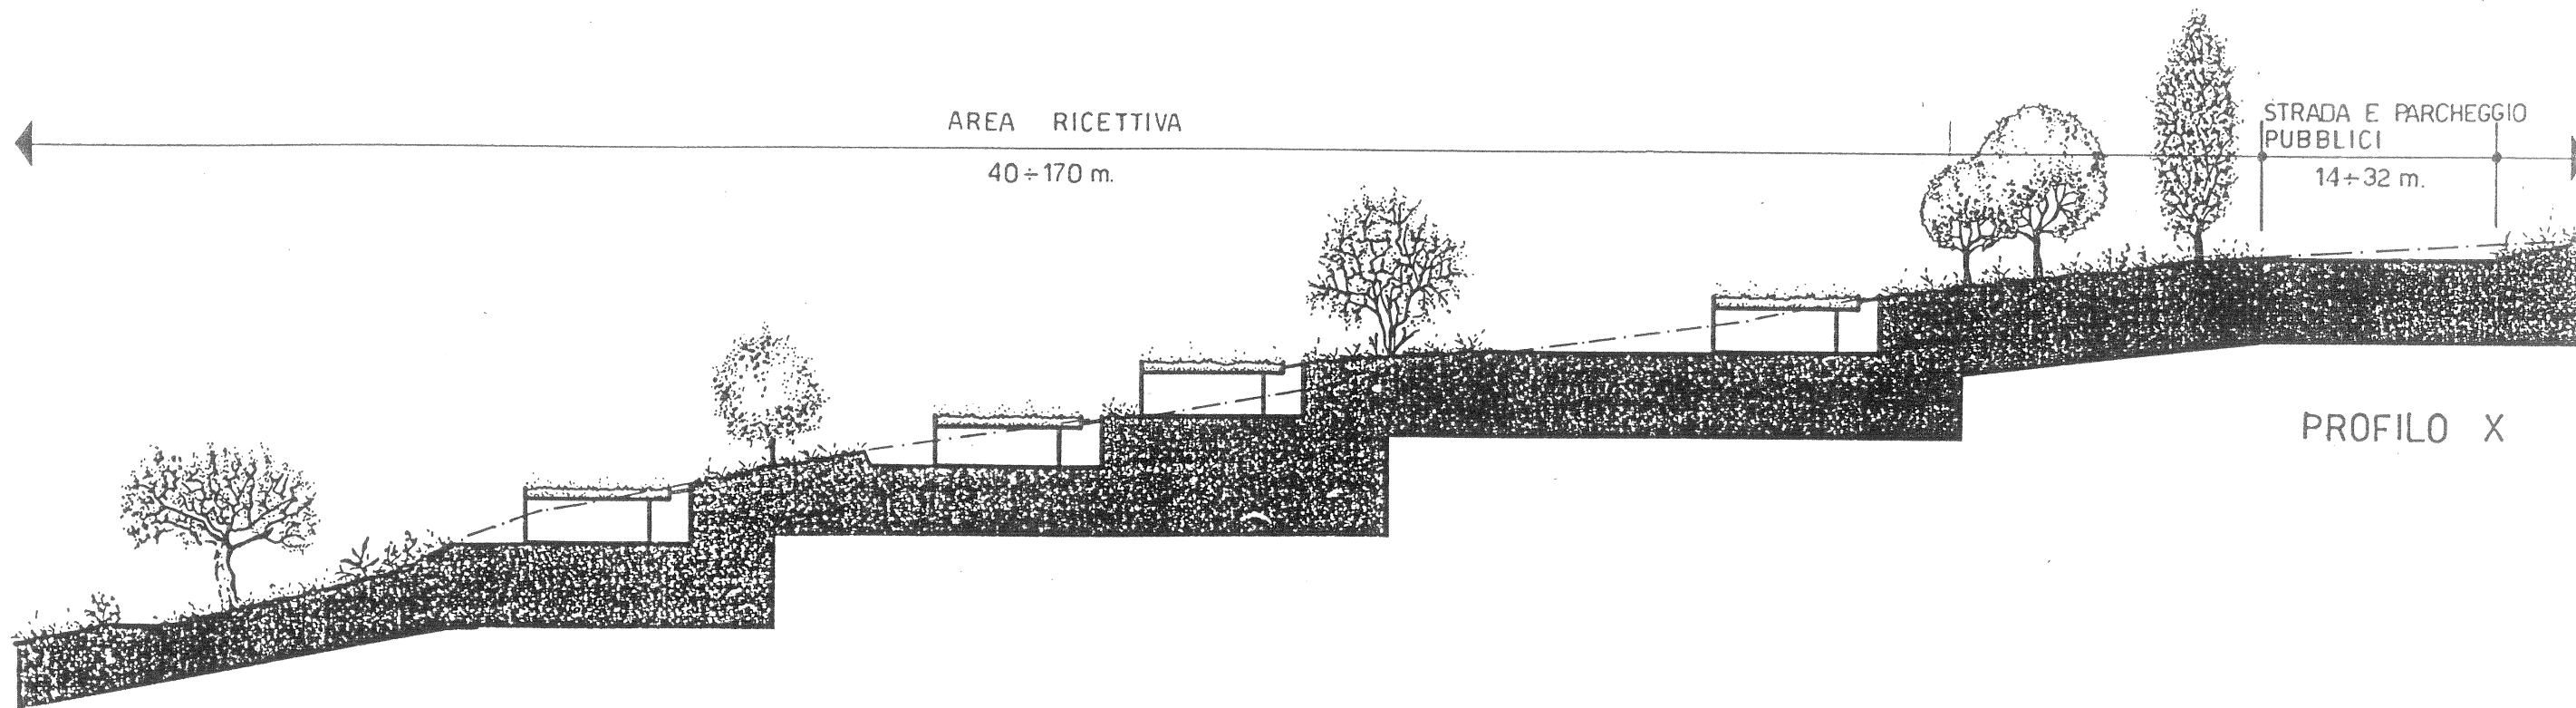 AREA RICETTIVA
40÷170 m.
STRADA E PARCHEGGIO
PUBBLICI
14÷32 m.
PROFILO X